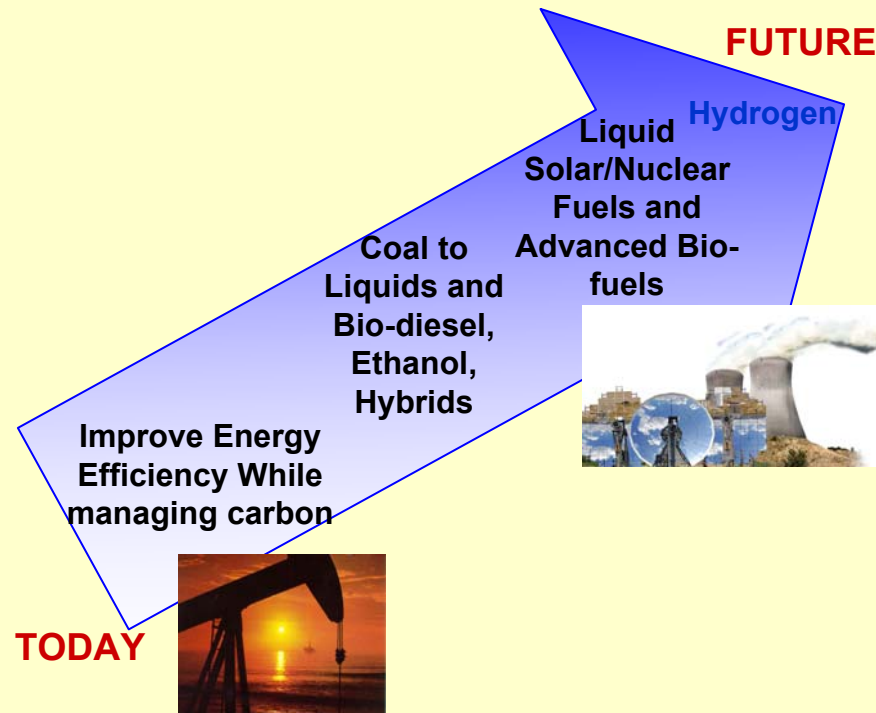 FUTURE
Hydrogen
Liquid
Solar/Nuclear
Fuels and
Advanced Bio-
fuels
Coal to
Liquids and
Bio-diesel,
Ethanol,
Hybrids
Improve Energy
Efficiency While
managing carbon
TODAY